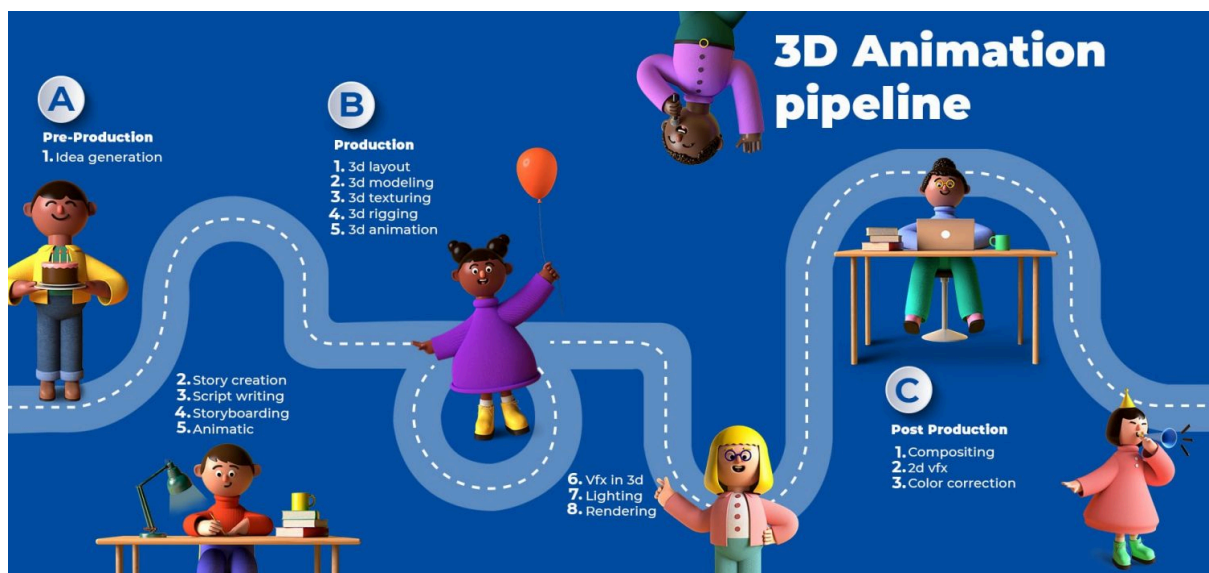 3D Animation
pipeline
A
Pre-Production
1. Idea generation
2. Story creation
3. Script writing
4. Storyboarding
5. Animatic
B
Production
1. 3d layout
2. 3d modeling
3. 3d texturing
4. 3d rigging
5. 3d animation
6. Vfx in 3d
7. Lighting
8. Rendering
C
Post Production
1. Compositing
2. 2d vfx
3. Color correction